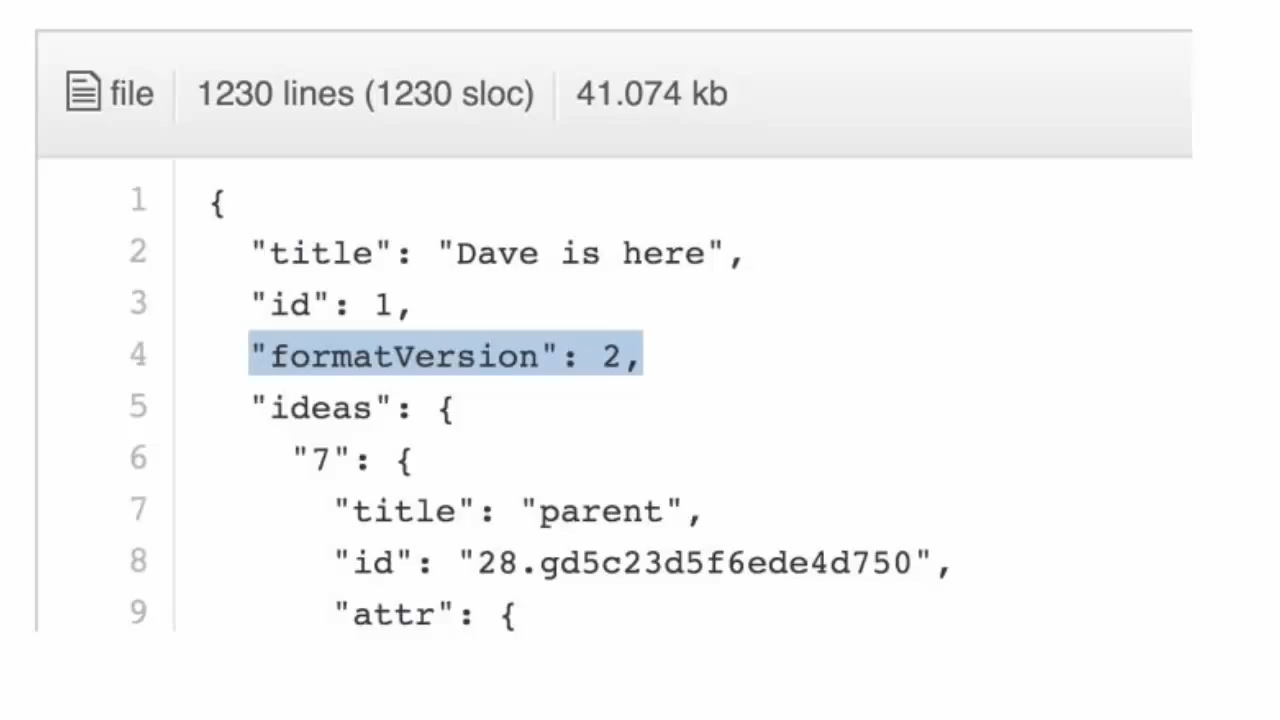 file 1230 lines (1230 sloc) 41.074 kb
1 {
2 "title": "Dave is here",
3 "id": 1,
4 "formatVersion": 2,
5 "ideas": {
6 "7": {
7 "title": "parent",
8 "id": "28.gd5c23d5f6ede4d750",
9 "attr": {